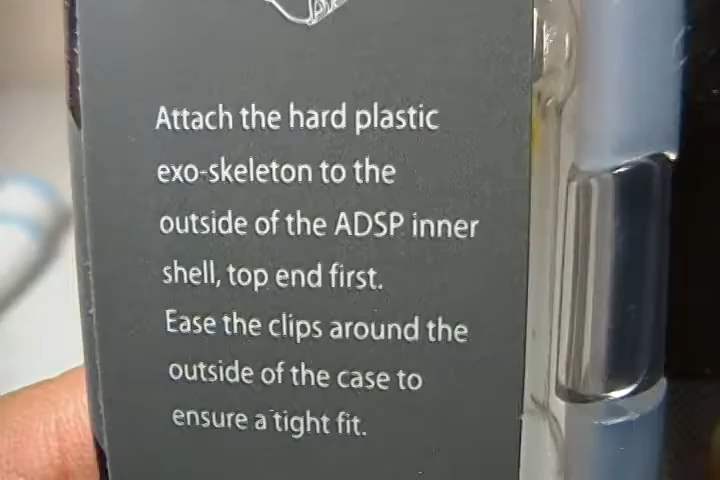 Attach the hard plastic
exo-skeleton to the
outside of the ADSP inner
shell, top end first.
Ease the clips around the
outside of the case to
ensure a tight fit.